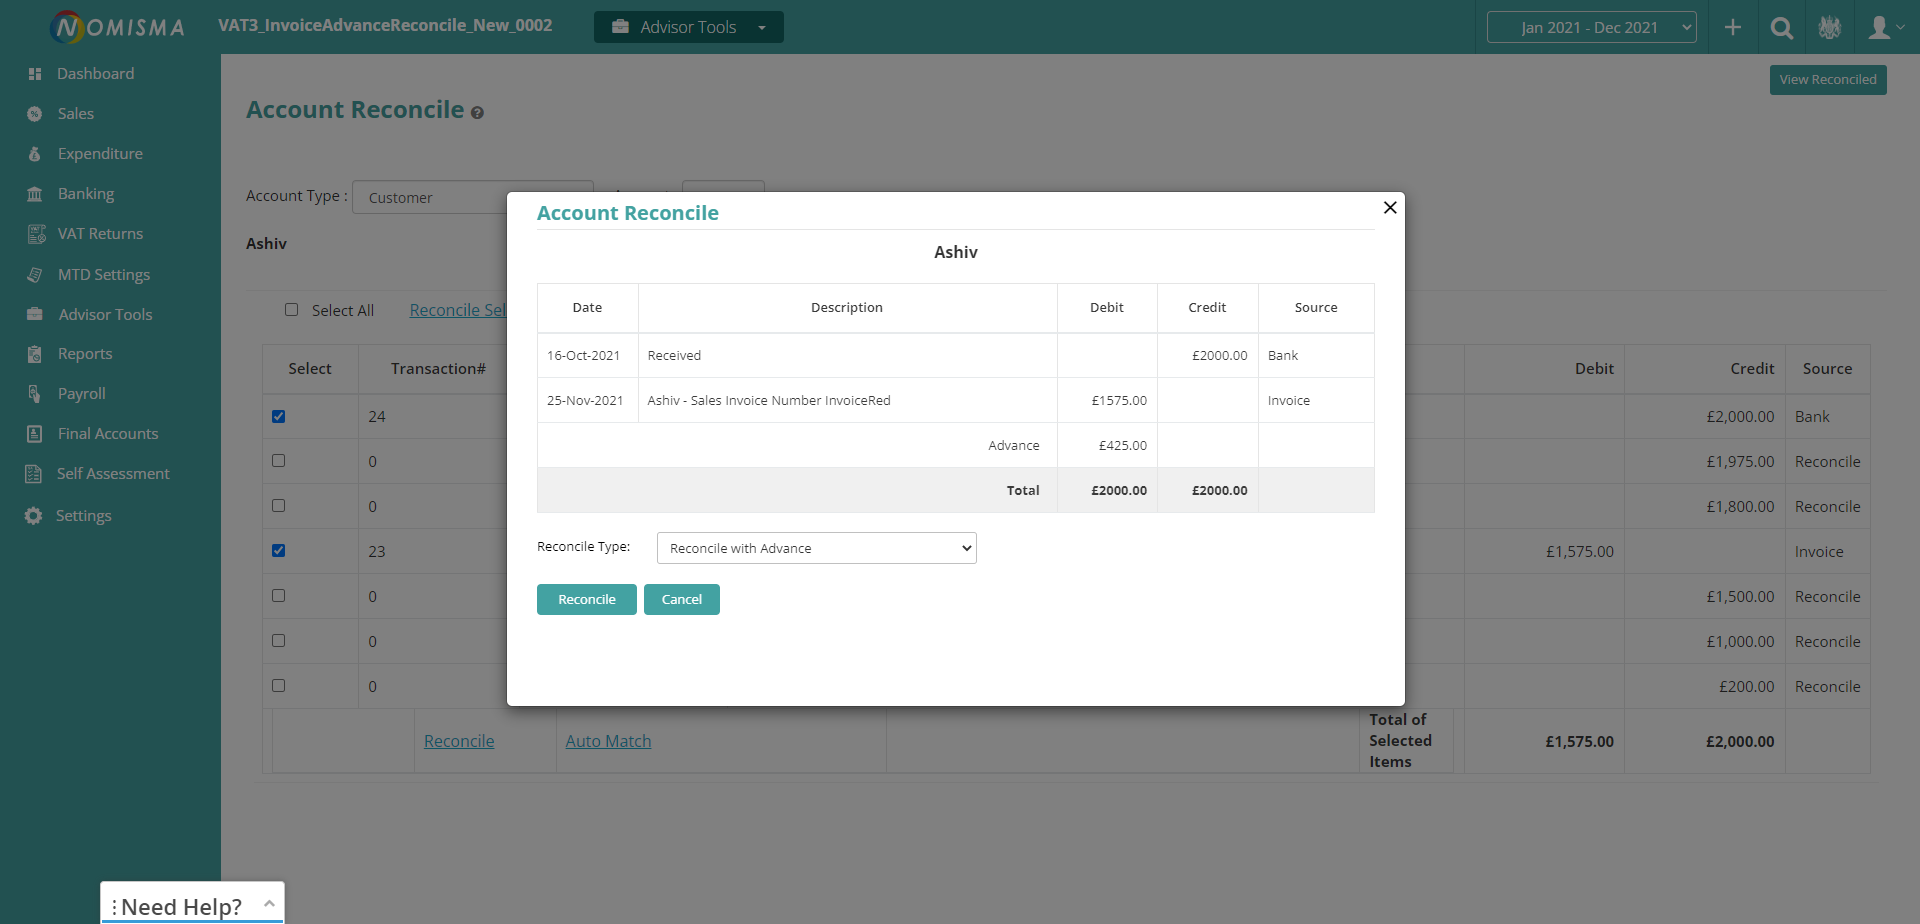 NOMISMA
VAT3_InvoiceAdvanceReconcile_New_0002
Advisor Tools
Jan 2021 - Dec 2021
Dashboard
Sales
Expenditure
Banking
VAT Returns
MTD Settings
Advisor Tools
Reports
Payroll
Final Accounts
Self Assessment
Settings
View Reconciled
Account Reconcile
Account Type : Customer
Ashiv
Select All Reconcile Sel
Select Transaction# Debit Credit Source
24 £2,000.00 Bank
0 £1,975.00 Reconcile
0 £1,800.00 Reconcile
23 £1,575.00 Invoice
0 £1,500.00 Reconcile
0 £1,000.00 Reconcile
0 £200.00 Reconcile
Reconcile Auto Match Total of
Selected £1,575.00 £2,000.00
Items
Account Reconcile
Ashiv
Date Description Debit Credit Source
16-Oct-2021 Received £2000.00 Bank
25-Nov-2021 Ashiv - Sales Invoice Number InvoiceRed £1575.00 Invoice
Advance £425.00
Total £2000.00 £2000.00
Reconcile Type: Reconcile with Advance
Reconcile Cancel
Need Help?